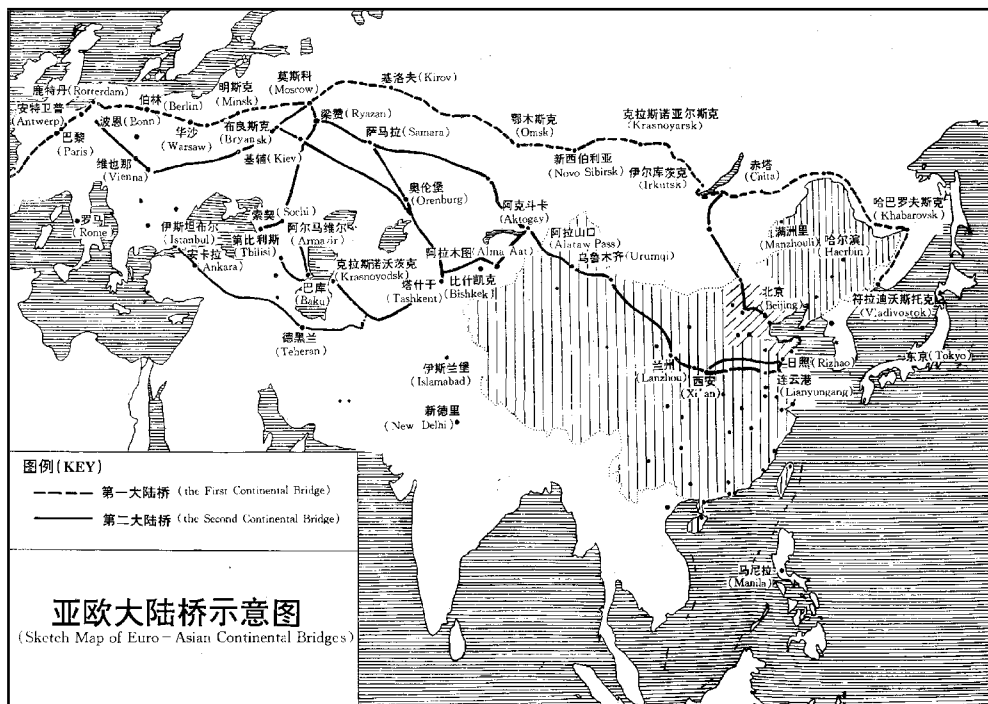 鹿特丹(Rotterdam)
安特卫普
(Antwerp)
巴黎
(Paris)
波恩(Bonn)
伯林
(Berlin)
华沙
(Warsaw)
明斯克
(Minsk)
莫斯科
(Moscow)
梁赞(Ryazan)
布良斯克
(Bryansk)
基辅(Kiev)
维也那
(Vienna)
基洛夫(Kirov)
萨马拉(Samara)
鄂木斯克
(Omsk)
新西伯利亚
(Novo Sibirsk)
克拉斯诺亚尔斯克
(Krasnoyarsk)
伊尔库茨克
(Irkutsk)
赤塔
(Chita)
哈巴罗夫斯克
(Khabarovsk)
满洲里
(Manzhouli)
哈尔滨
(Haerbin)
符拉迪沃斯托克
(Vladivostok)
奥伦堡
(Orenburg)
阿克斗卡
(Aktogay)
阿拉山口
(Alataw Pass)
乌鲁木齐(Urumqi)
阿拉木图(Alma Aat)
比什凯克
(Bishkek)
塔什干
(Tashkent)
罗马
(Rome)
索契(Sochi)
伊斯坦布尔
(Istanbul)
第比利斯
(Tbilisi)
阿尔马维尔
安卡拉
(Ankara)
克拉斯诺沃茨克
(Krasnoyodsk)
巴库
(Baku)
德黑兰
(Teheran)
北京
(Beijing)
兰州
(Lanzhou)
西安
(Xi'an)
日照(Rizhao)
连云港
(Lianyungang)
东京(Tokyo)
伊斯兰堡
(Islamabad)
新德里
(New Delhi)
马尼拉
(Manila)
图例(KEY)
第一大陆桥 (the First Continental Bridge)
第二大陆桥 (the Second Continental Bridge)
亚欧大陆桥示意图
(Sketch Map of Euro-Asian Continental Bridges)